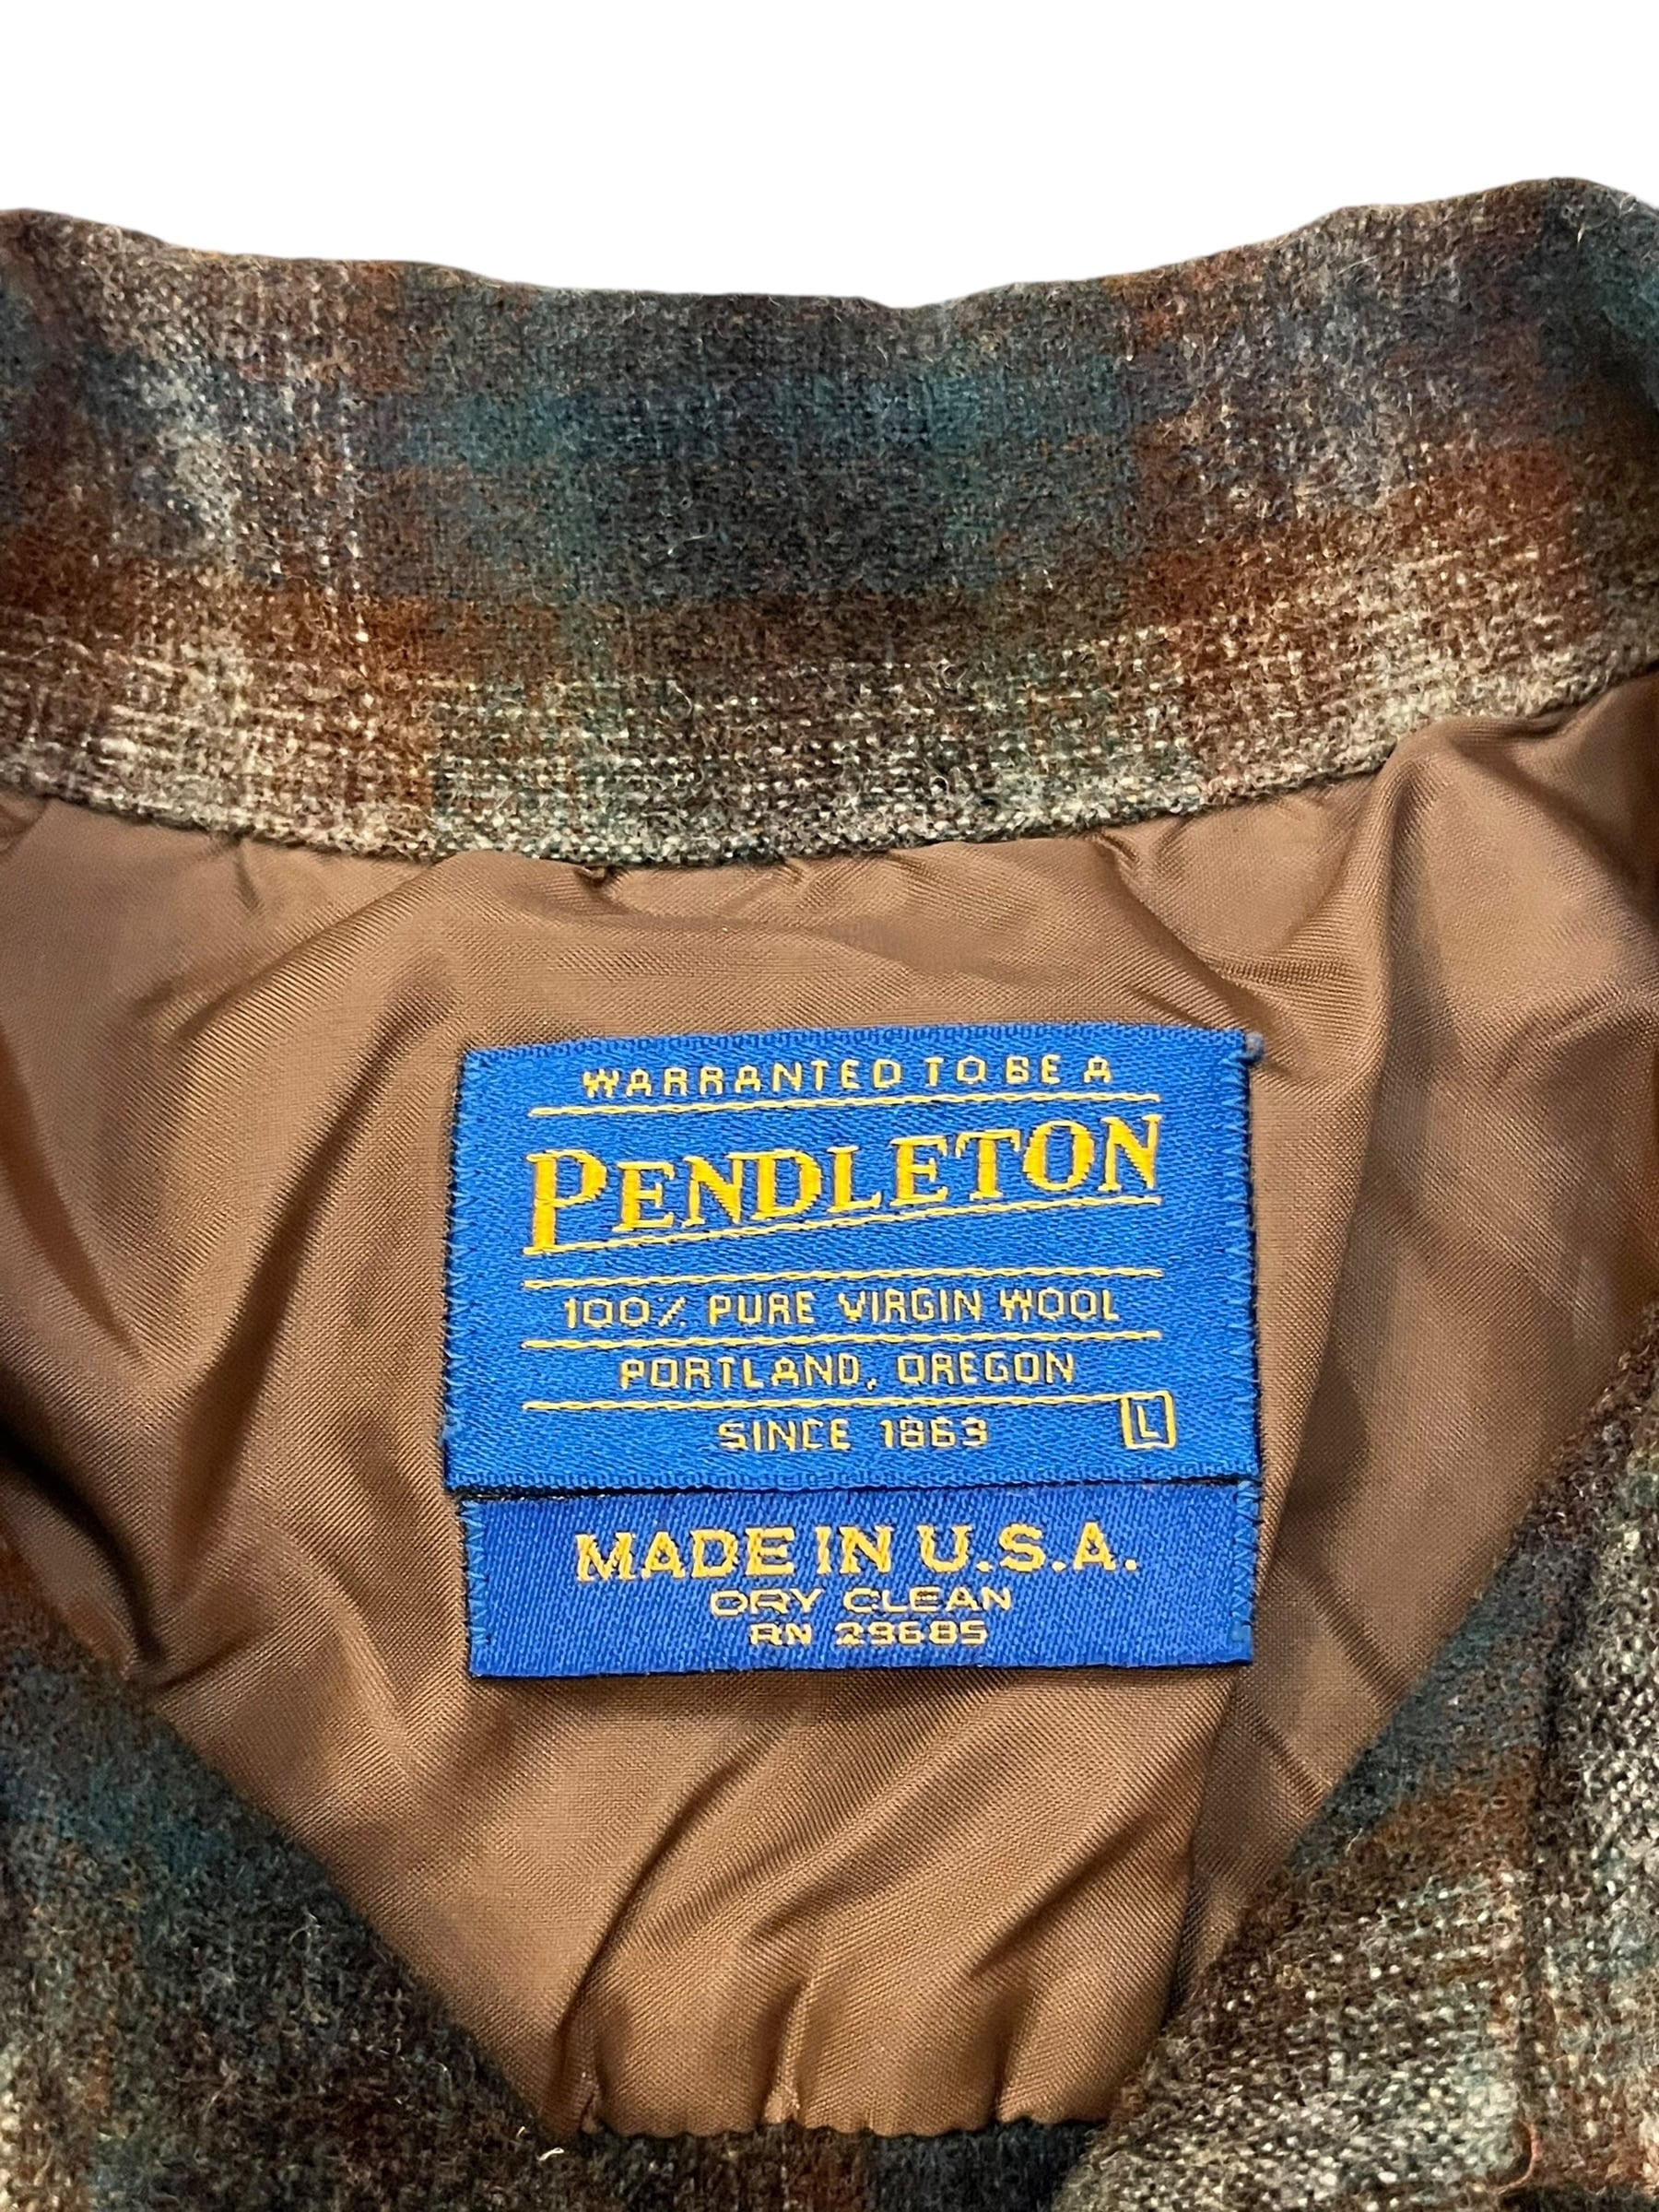 WARRANTED TO BE A
PENDLETON
100% PURE VIRGIN WOOL
PORTLAND, OREGON
SINCE 1863
L
MADE IN U.S.A.
DRY CLEAN
RN 29685